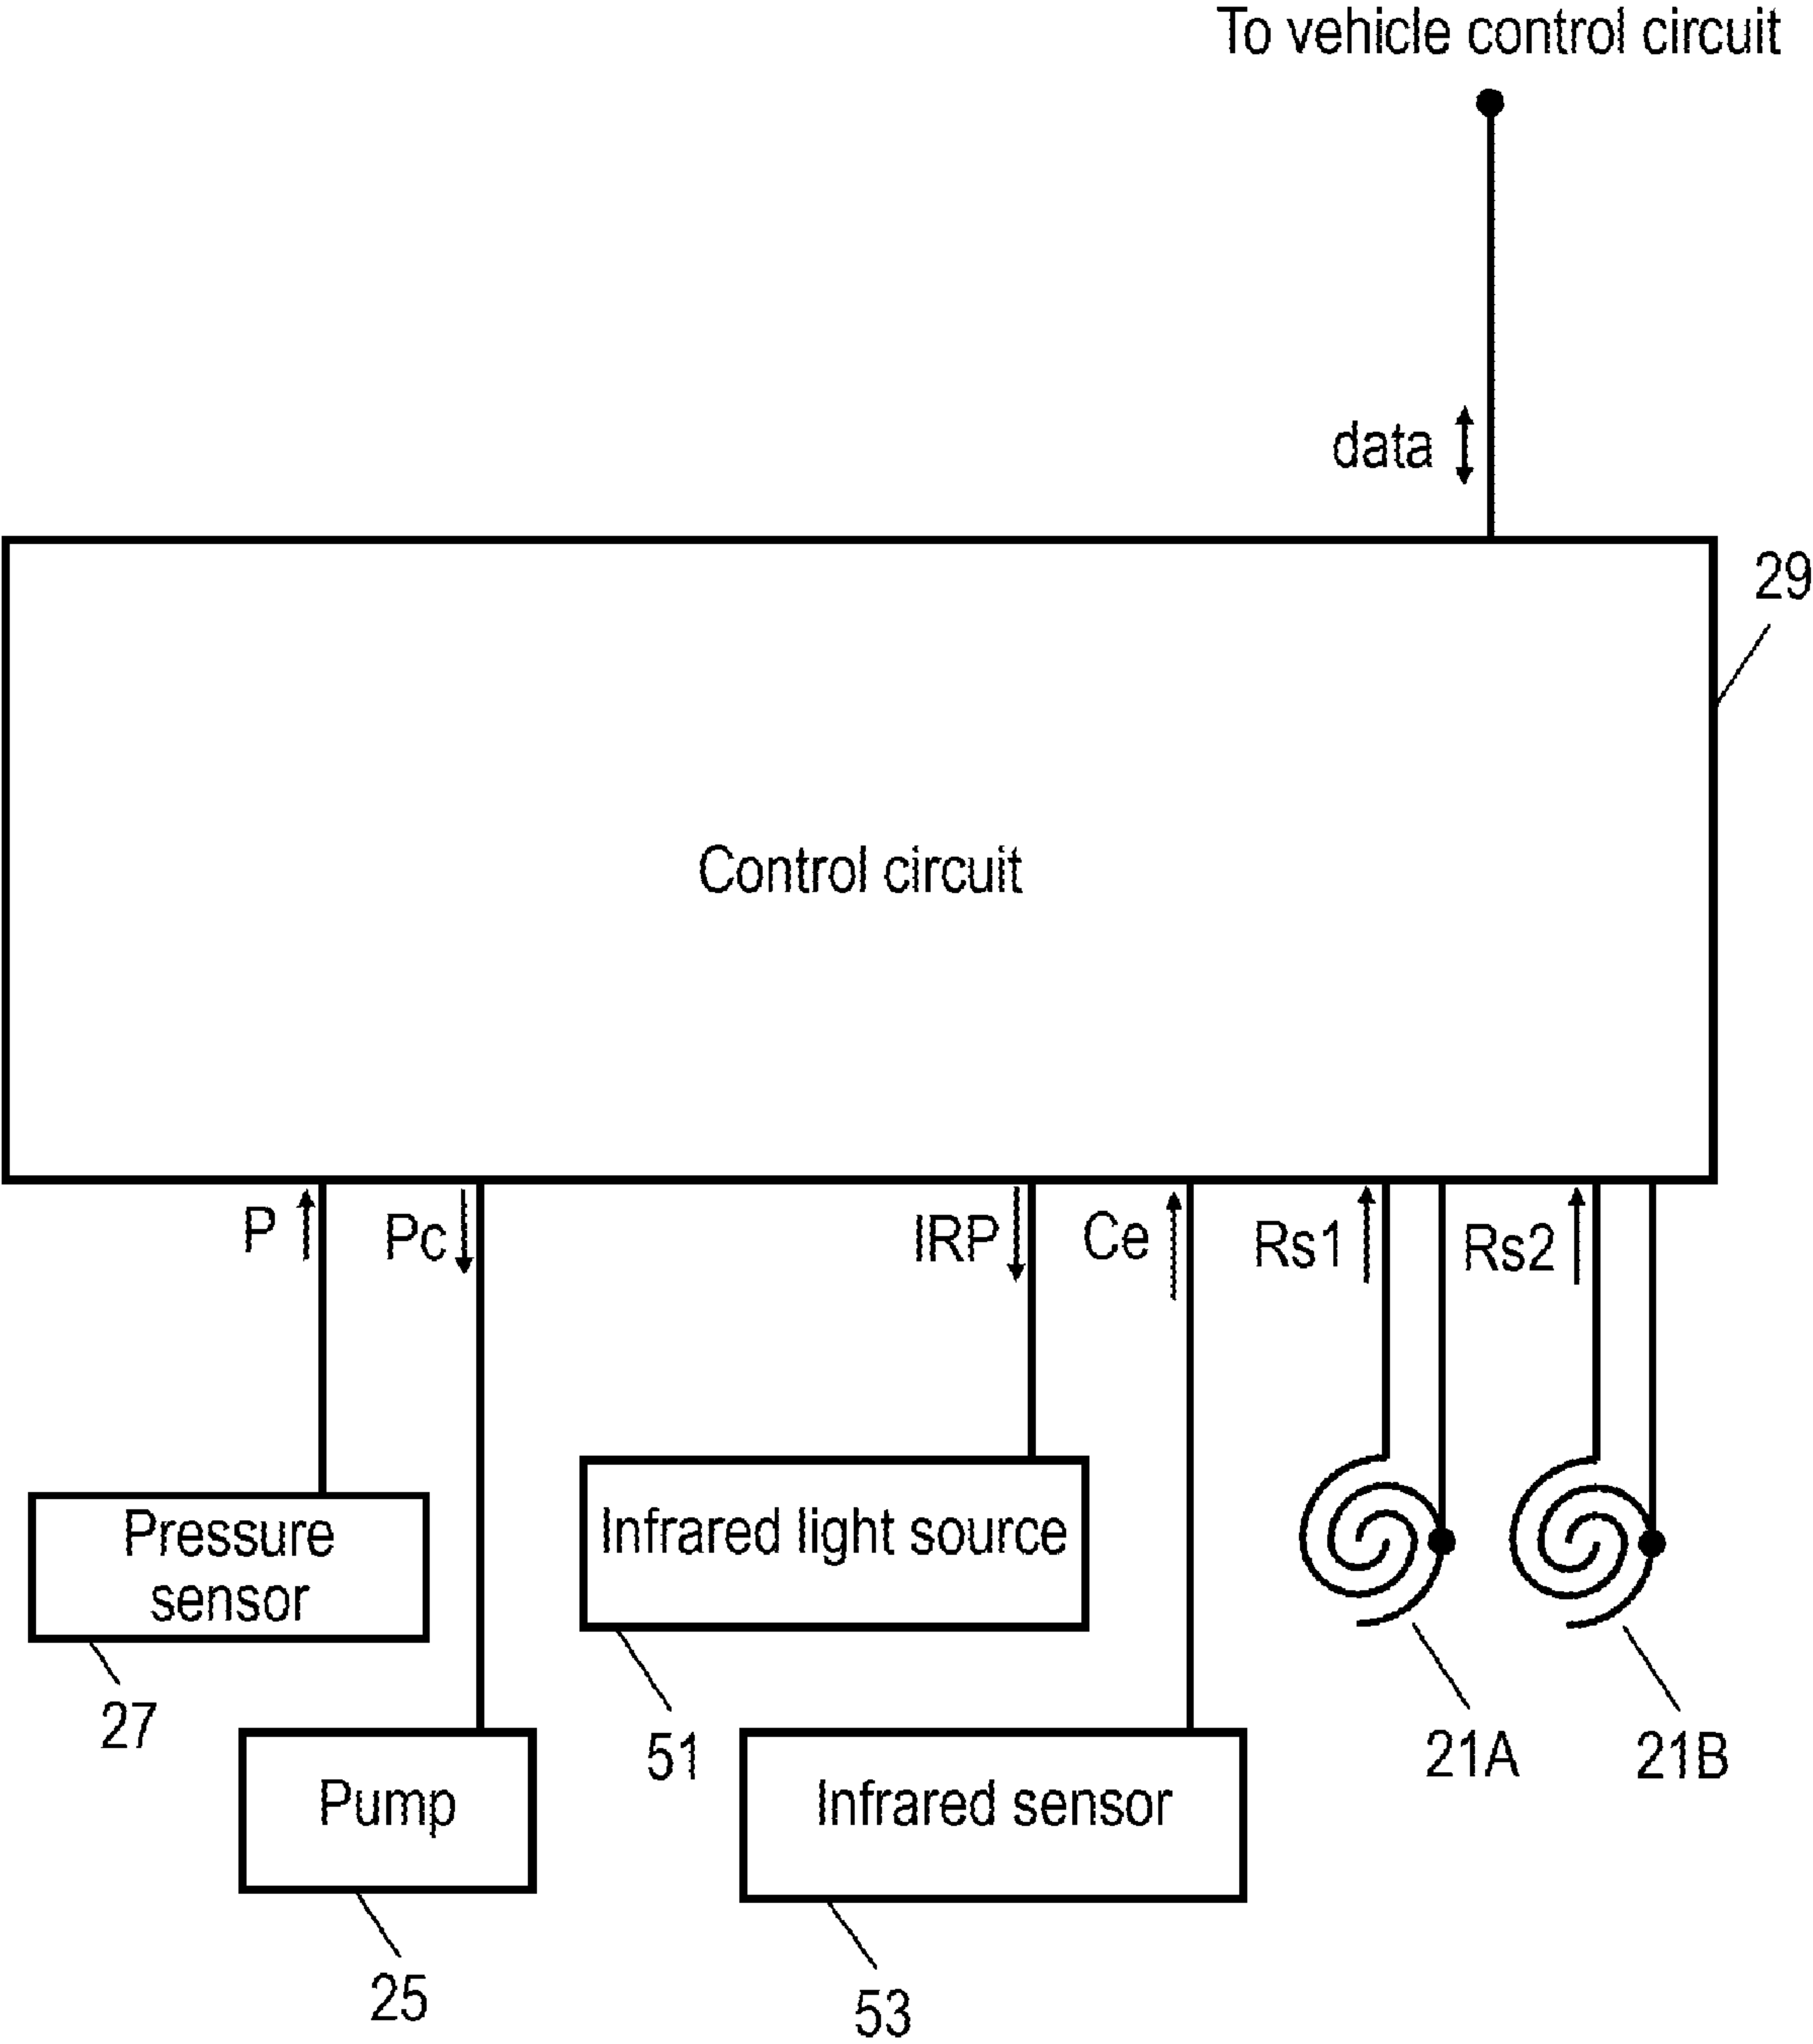 To vehicle control circuit
data
29
Control circuit
P
Pc
IRP
Ce
Rs1
Rs2
Pressure
sensor
Infrared light source
27
51
21A
21B
Pump
Infrared sensor
25
53